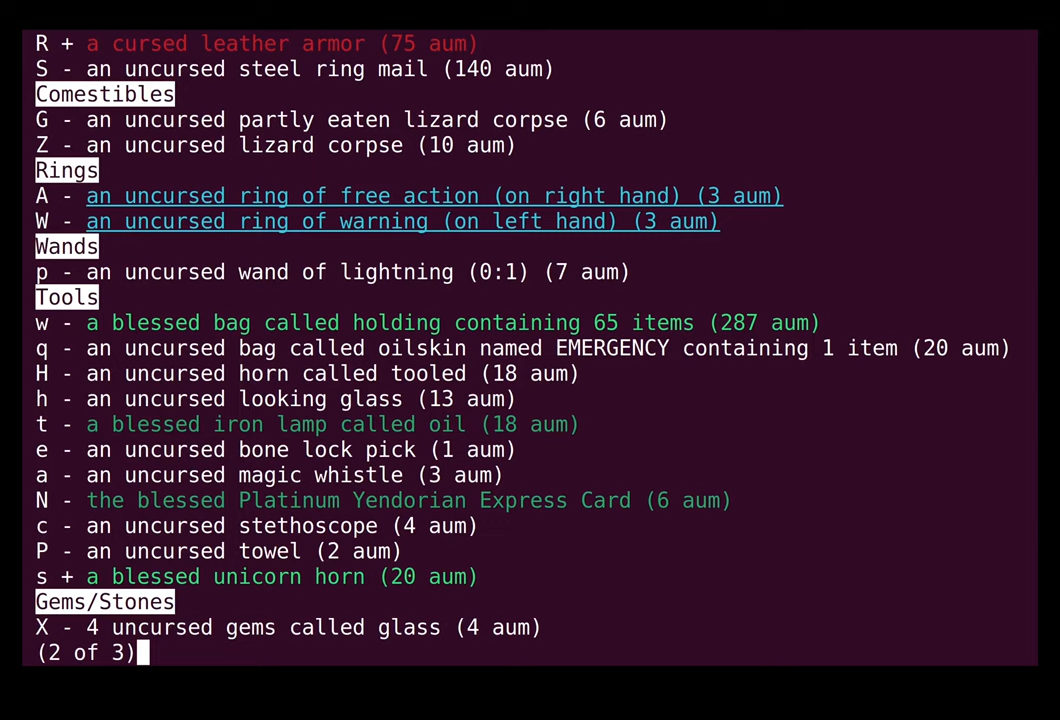 R + a cursed leather armor (75 aum)
S - an uncursed steel ring mail (140 aum)
Comestibles
G - an uncursed partly eaten lizard corpse (6 aum)
Z - an uncursed lizard corpse (10 aum)
Rings
A - an uncursed ring of free action (on right hand) (3 aum)
W - an uncursed ring of warning (on left hand) (3 aum)
Wands
p - an uncursed wand of lightning (0:1) (7 aum)
Tools
w - a blessed bag called holding containing 65 items (287 aum)
q - an uncursed bag called oilskin named EMERGENCY containing 1 item (20 aum)
H - an uncursed horn called tooled (18 aum)
h - an uncursed looking glass (13 aum)
t - a blessed iron lamp called oil (18 aum)
e - an uncursed bone lock pick (1 aum)
a - an uncursed magic whistle (3 aum)
N - the blessed Platinum Yendorian Express Card (6 aum)
c - an uncursed stethoscope (4 aum)
P - an uncursed towel (2 aum)
s + a blessed unicorn horn (20 aum)
Gems/Stones
X - 4 uncursed gems called glass (4 aum)
(2 of 3)